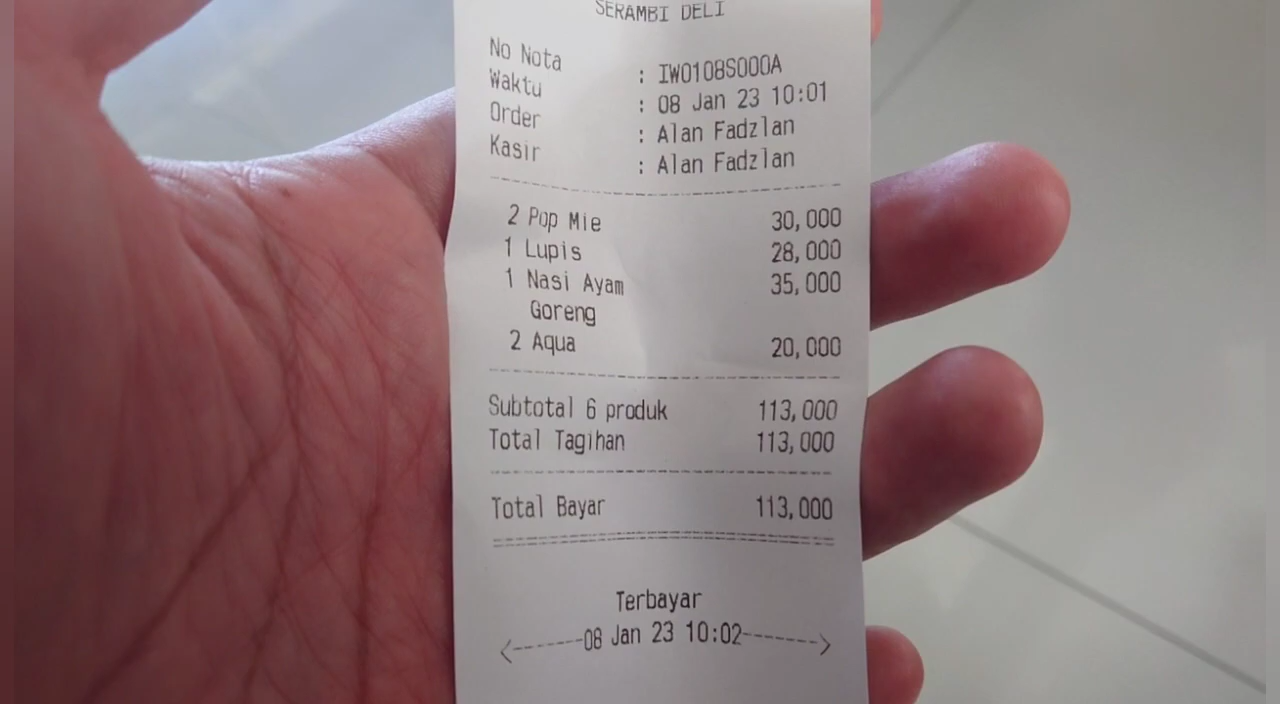 SERAMBI DELI
No Nota : IW0108S000A
Waktu : 08 Jan 23 10:01
Order : Alan Fadzlan
Kasir : Alan Fadzlan
2 Pop Mie 30,000
1 Lupis 28,000
1 Nasi Ayam 35,000
Goreng
2 Aqua 20,000
Subtotal 6 produk 113,000
Total Tagihan 113,000
Total Bayar 113,000
Terbayar
<-----08 Jan 23 10:02----->